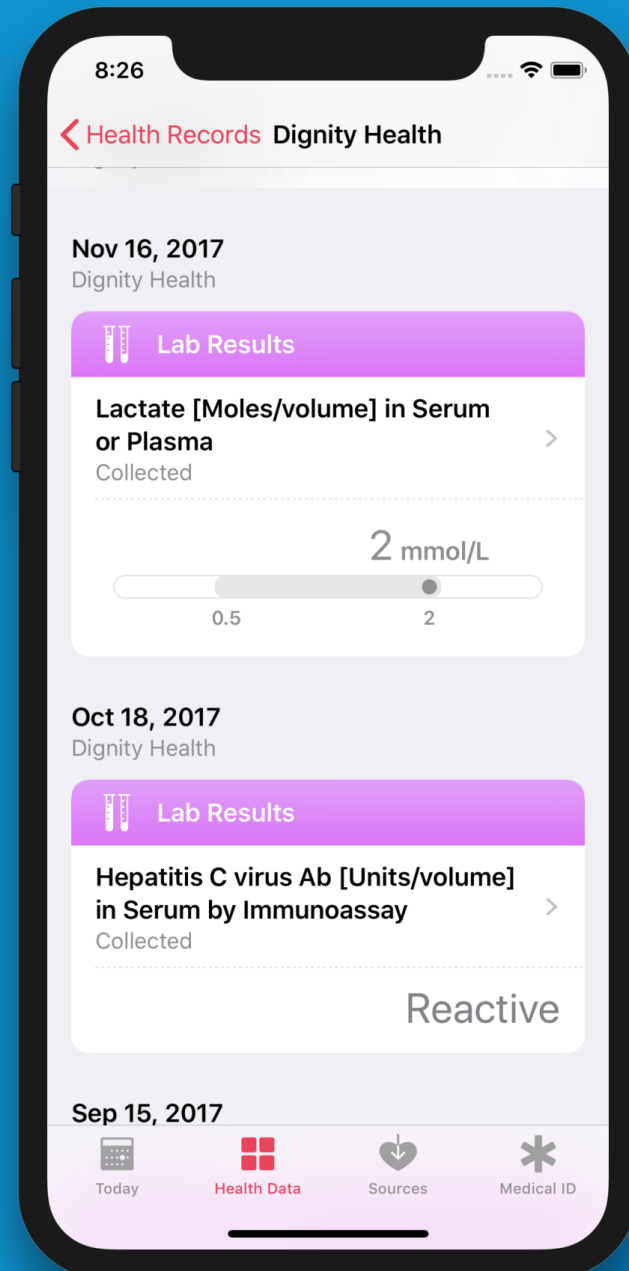 8:26
Health Records Dignity Health
Nov 16, 2017
Dignity Health
Lab Results
Lactate [Moles/volume] in Serum
or Plasma
Collected
2 mmol/L
0.5 2
Oct 18, 2017
Dignity Health
Lab Results
Hepatitis C virus Ab [Units/volume]
in Serum by Immunoassay
Collected
Reactive
Sep 15, 2017
Today Health Data Sources Medical ID